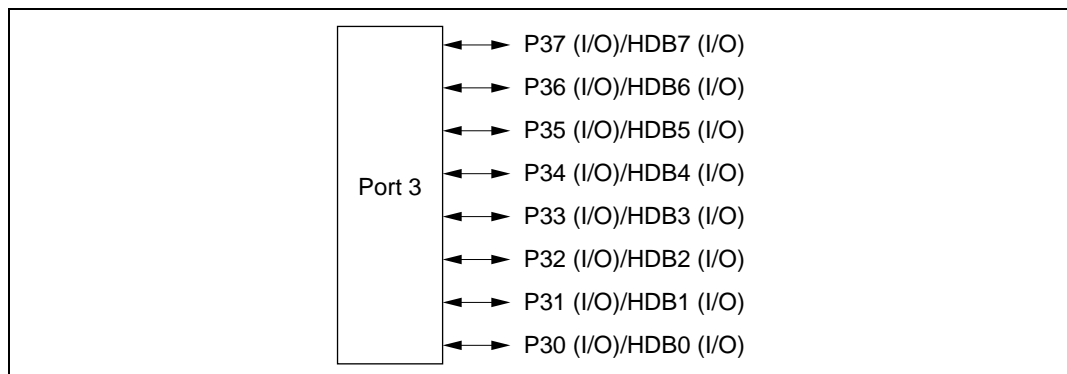 P37 (I/O)/HDB7 (I/O)
P36 (I/O)/HDB6 (I/O)
P35 (I/O)/HDB5 (I/O)
P34 (I/O)/HDB4 (I/O)
Port 3
P33 (I/O)/HDB3 (I/O)
P32 (I/O)/HDB2 (I/O)
P31 (I/O)/HDB1 (I/O)
P30 (I/O)/HDB0 (I/O)